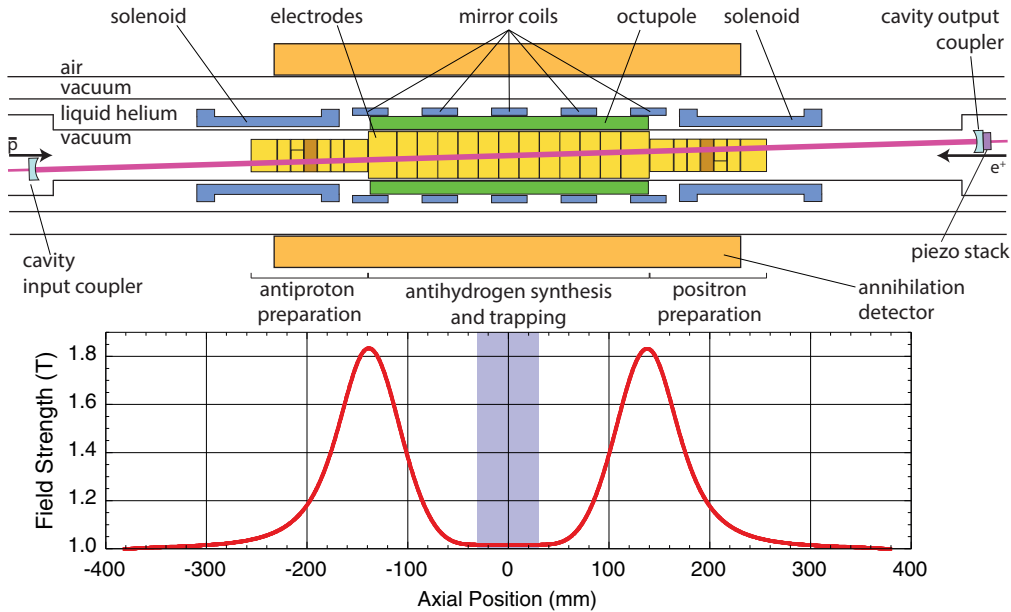 solenoid
electrodes
mirror coils
octupole
solenoid
cavity output
coupler
air
vacuum
liquid helium
vacuum
p̅
e⁺
cavity
input coupler
piezo stack
annihilation
detector
antiproton
preparation
antihydrogen synthesis
and trapping
positron
preparation
Field Strength (T)
1.8
1.6
1.4
1.2
1.0
-400
-300
-200
-100
0
100
200
300
400
Axial Position (mm)